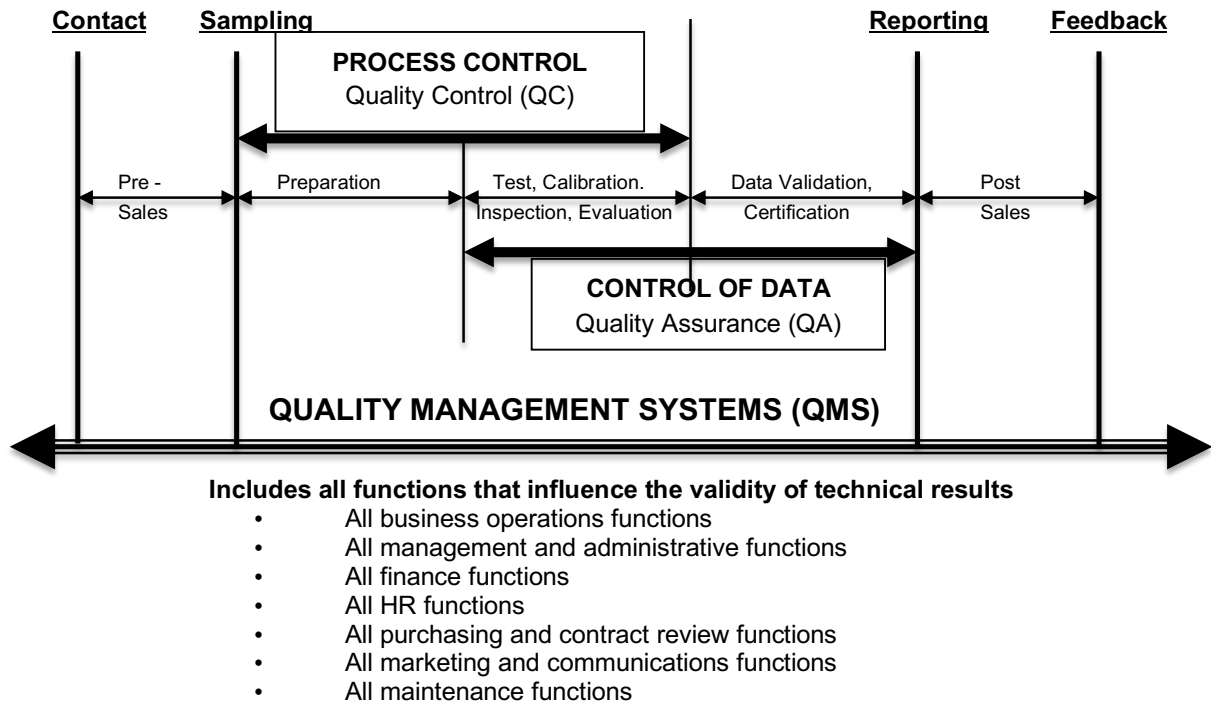 Contact
Sampling
Reporting
Feedback
PROCESS CONTROL
Quality Control (QC)
Pre -
Sales
Preparation
Test, Calibration.
Inspection, Evaluation
Data Validation,
Certification
Post
Sales
CONTROL OF DATA
Quality Assurance (QA)
QUALITY MANAGEMENT SYSTEMS (QMS)
Includes all functions that influence the validity of technical results
• All business operations functions
• All management and administrative functions
• All finance functions
• All HR functions
• All purchasing and contract review functions
• All marketing and communications functions
• All maintenance functions